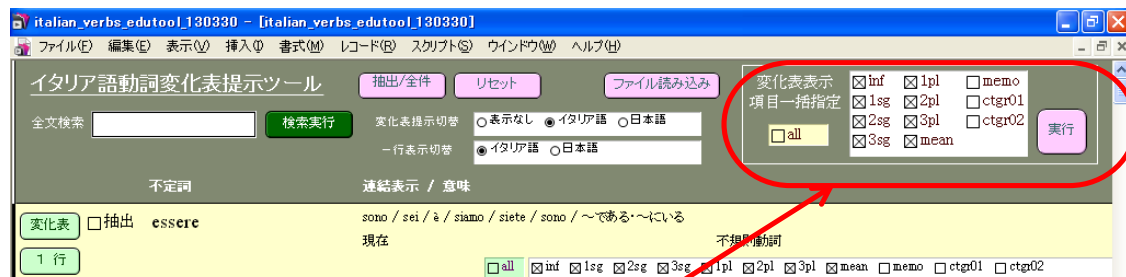 italian_verbs_edutool_130330 - [italian_verbs_edutool_130330]
ファイル(F) 編集(E) 表示(V) 挿入(I) 書式(M) レコード(R) スクリプト(S) ウインドウ(W) ヘルプ(H)
イタリア語動詞変化表提示ツール 抽出/全件 リセット ファイル読み込み
変化表表示 項目一括指定 all
inf 1pl memo
1sg 2pl ctgr01
2sg 3pl ctgr02
3sg mean
実行
全文検索 検索実行 変化表提示切替 表示なし イタリア語 日本語
一行表示切替 イタリア語 日本語
不定詞 連結表示 / 意味
変化表 抽出 essere sono / sei / è / siamo / siete / sono / ~である・~にいる
現在 不規則動詞
1 行 all inf 1sg 2sg 3sg 1pl 2pl 3pl mean memo ctgr01 ctgr02